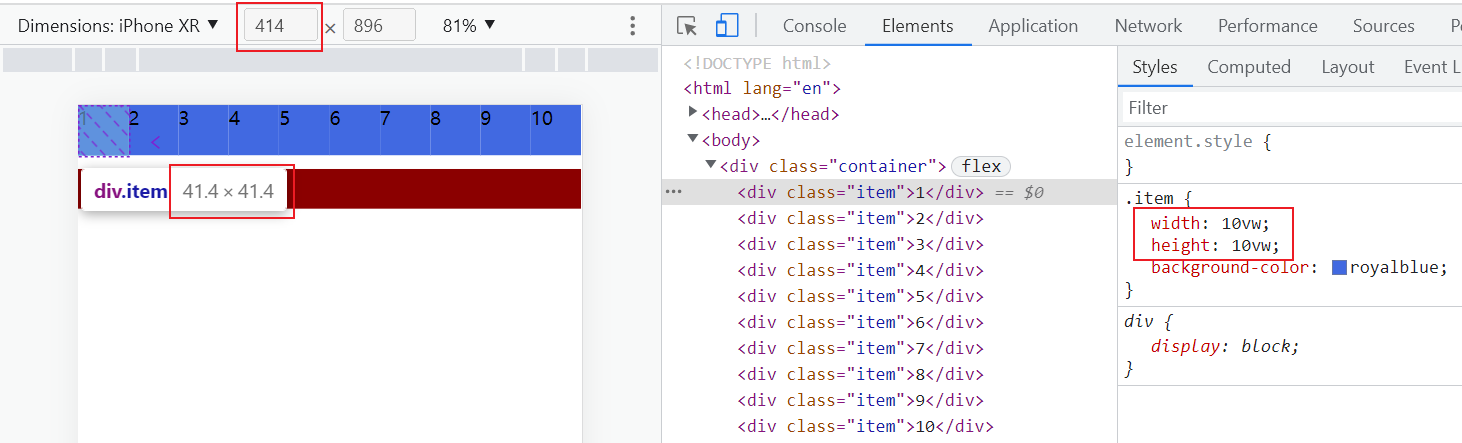 Dimensions: iPhone XR ▼ 414 × 896 81% ▼
Console Elements Application Network Performance Sources
Styles Computed Layout Event L
Filter
<!DOCTYPE html>
<html lang="en">
▶<head>…</head>
▼<body>
▼<div class="container"> flex
••• <div class="item">1</div> == $0
<div class="item">2</div>
<div class="item">3</div>
<div class="item">4</div>
<div class="item">5</div>
<div class="item">6</div>
<div class="item">7</div>
<div class="item">8</div>
<div class="item">9</div>
<div class="item">10</div>
element.style {
}
.item {
width: 10vw;
height: 10vw;
background-color: royalblue;
}
div {
display: block;
}
1 2 3 4 5 6 7 8 9 10
<
div.item 41.4 × 41.4